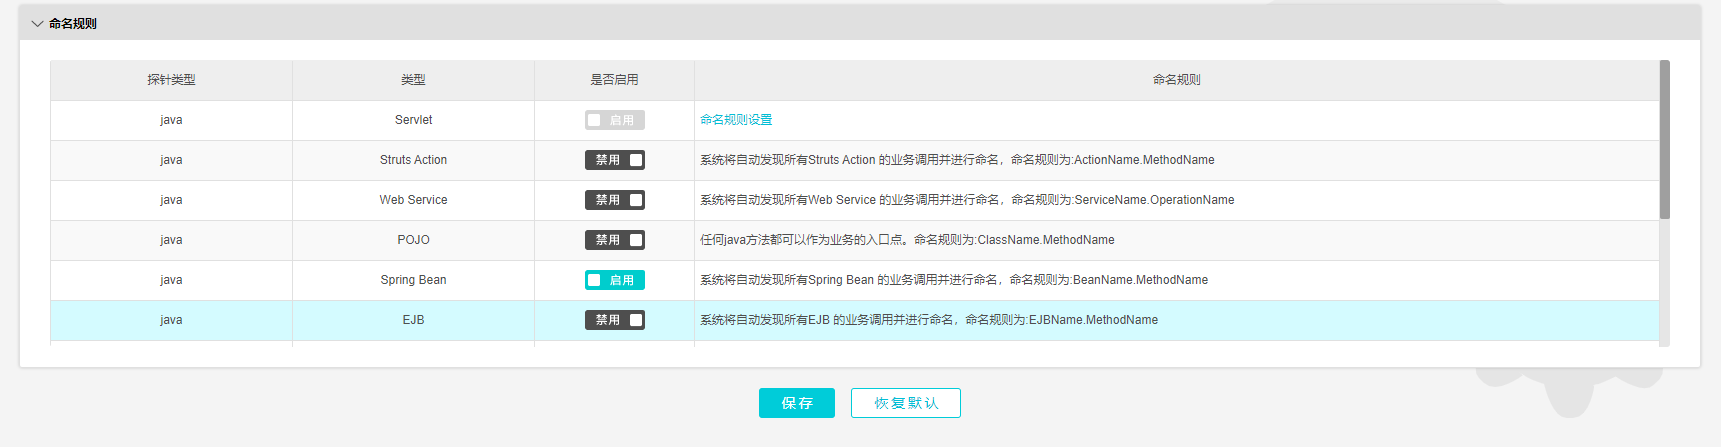 命名规则
探针类型 类型 是否启用 命名规则
java Servlet 启用 命名规则设置
java Struts Action 禁用 系统将自动发现所有Struts Action 的业务调用并进行命名，命名规则为:ActionName.MethodName
java Web Service 禁用 系统将自动发现所有Web Service 的业务调用并进行命名，命名规则为:ServiceName.OperationName
java POJO 禁用 任何java方法都可以作为业务的入口点。命名规则为:ClassName.MethodName
java Spring Bean 启用 系统将自动发现所有Spring Bean 的业务调用并进行命名，命名规则为:BeanName.MethodName
java EJB 禁用 系统将自动发现所有EJB 的业务调用并进行命名，命名规则为:EJBName.MethodName
保存 恢复默认